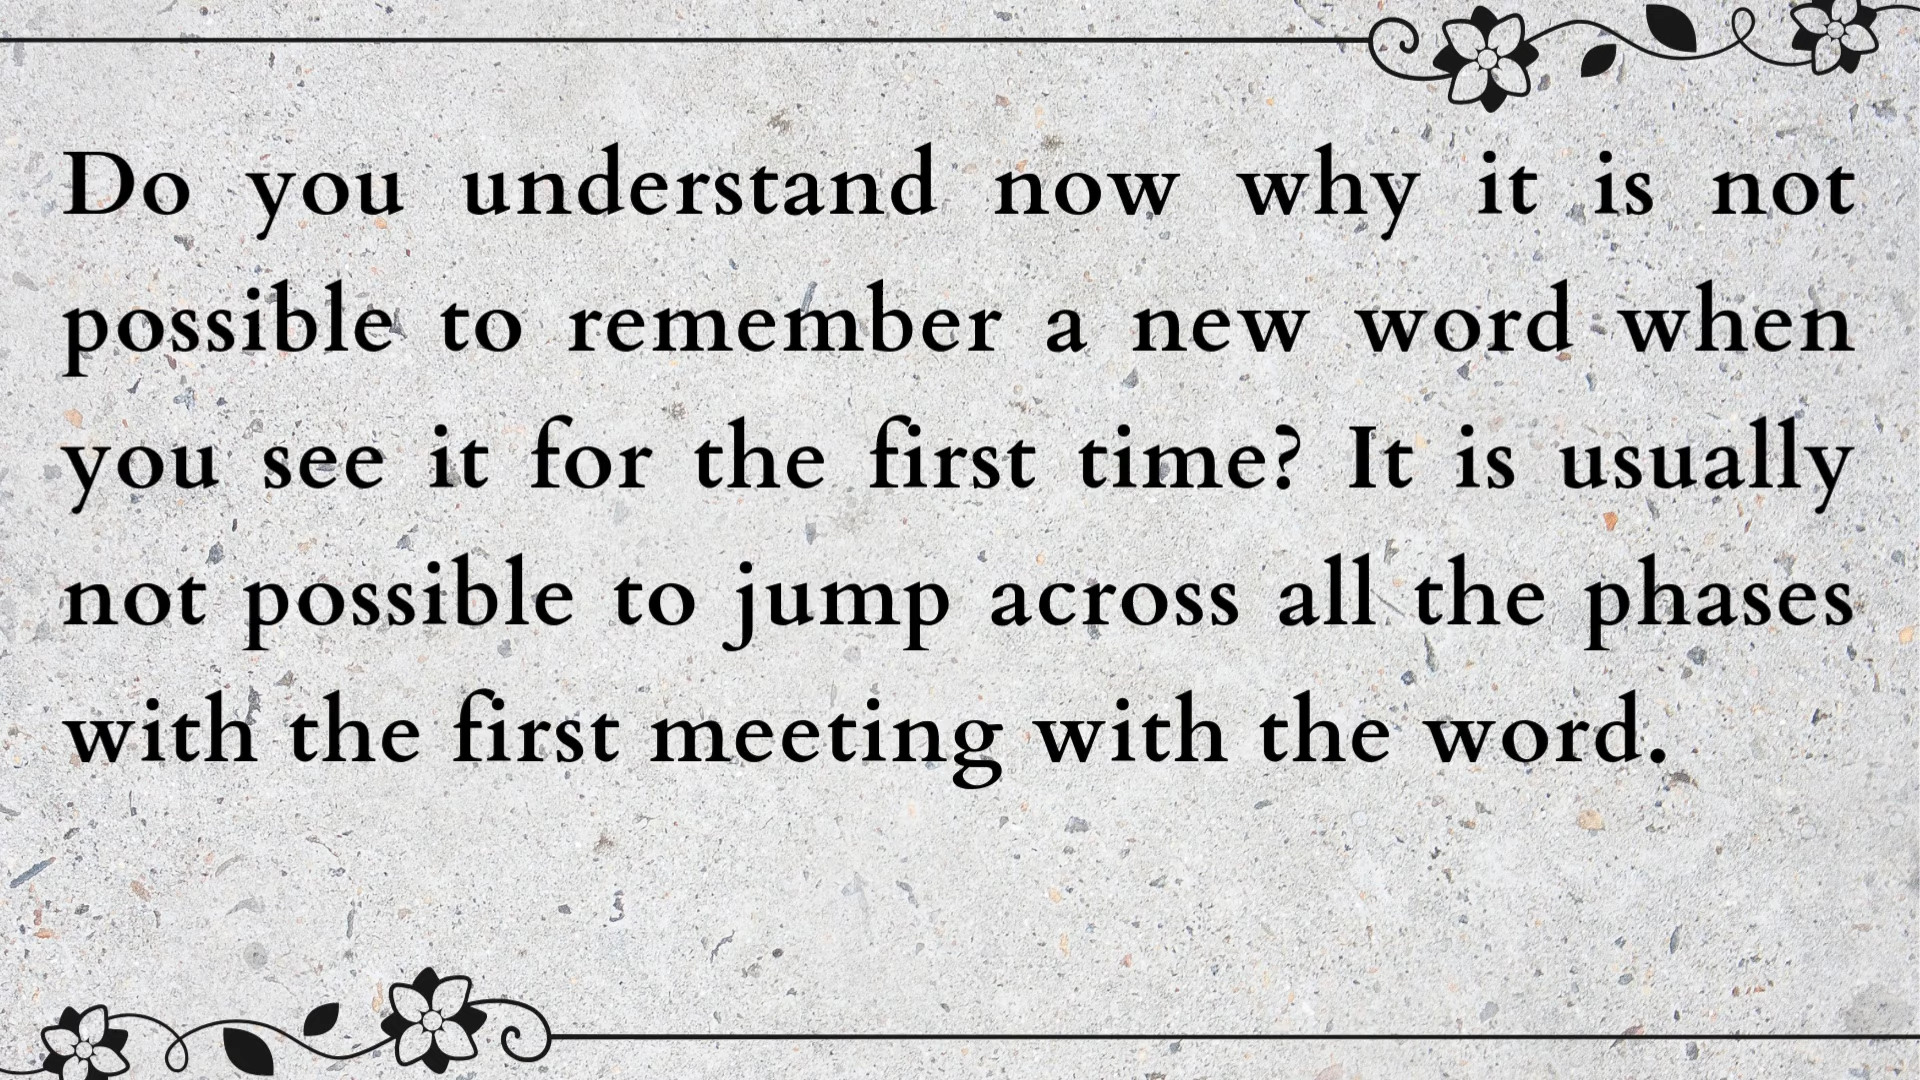 Do you understand now why it is not
possible to remember a new word when
you see it for the first time? It is usually
not possible to jump across all the phases
with the first meeting with the word.